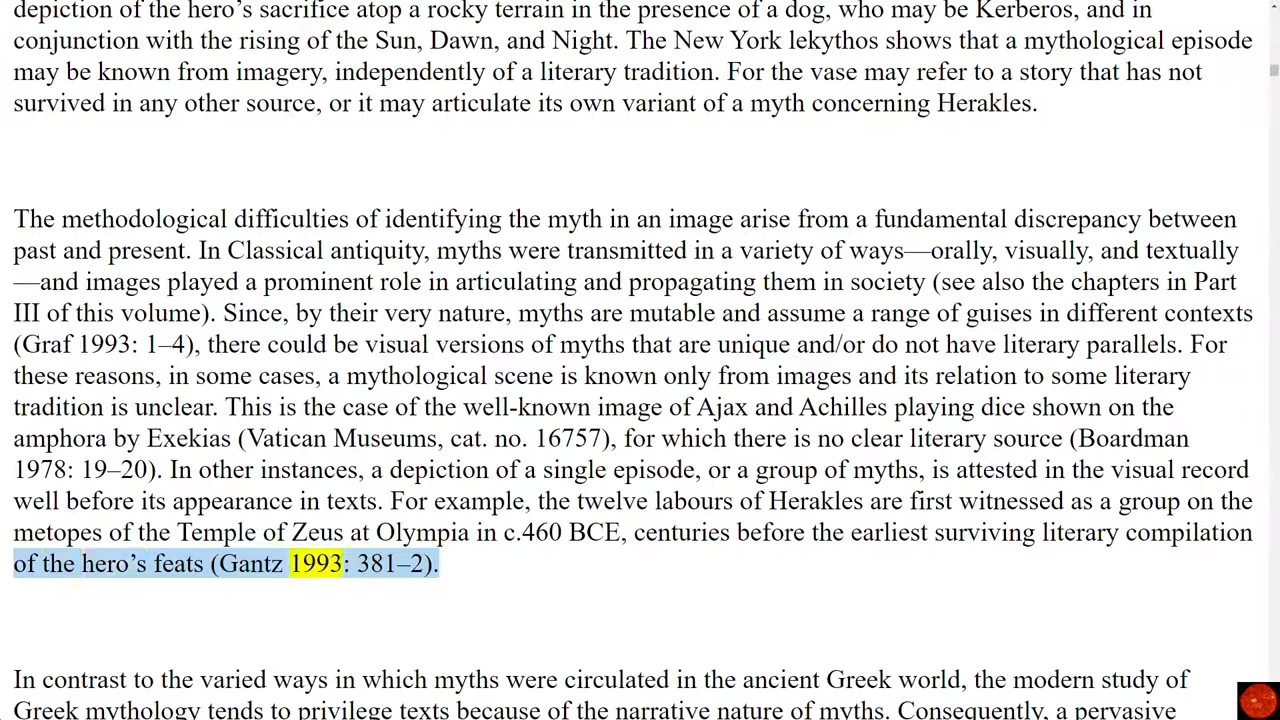 depiction of the hero’s sacrifice atop a rocky terrain in the presence of a dog, who may be Kerberos, and in
conjunction with the rising of the Sun, Dawn, and Night. The New York lekythos shows that a mythological episode
may be known from imagery, independently of a literary tradition. For the vase may refer to a story that has not
survived in any other source, or it may articulate its own variant of a myth concerning Herakles.
The methodological difficulties of identifying the myth in an image arise from a fundamental discrepancy between
past and present. In Classical antiquity, myths were transmitted in a variety of ways—orally, visually, and textually
—and images played a prominent role in articulating and propagating them in society (see also the chapters in Part
III of this volume). Since, by their very nature, myths are mutable and assume a range of guises in different contexts
(Graf 1993: 1–4), there could be visual versions of myths that are unique and/or do not have literary parallels. For
these reasons, in some cases, a mythological scene is known only from images and its relation to some literary
tradition is unclear. This is the case of the well-known image of Ajax and Achilles playing dice shown on the
amphora by Exekias (Vatican Museums, cat. no. 16757), for which there is no clear literary source (Boardman
1978: 19–20). In other instances, a depiction of a single episode, or a group of myths, is attested in the visual record
well before its appearance in texts. For example, the twelve labours of Herakles are first witnessed as a group on the
metopes of the Temple of Zeus at Olympia in c.460 BCE, centuries before the earliest surviving literary compilation
of the hero’s feats (Gantz 1993: 381–2).
In contrast to the varied ways in which myths were circulated in the ancient Greek world, the modern study of
Greek mythology tends to privilege texts because of the narrative nature of myths. Consequently, a pervasive